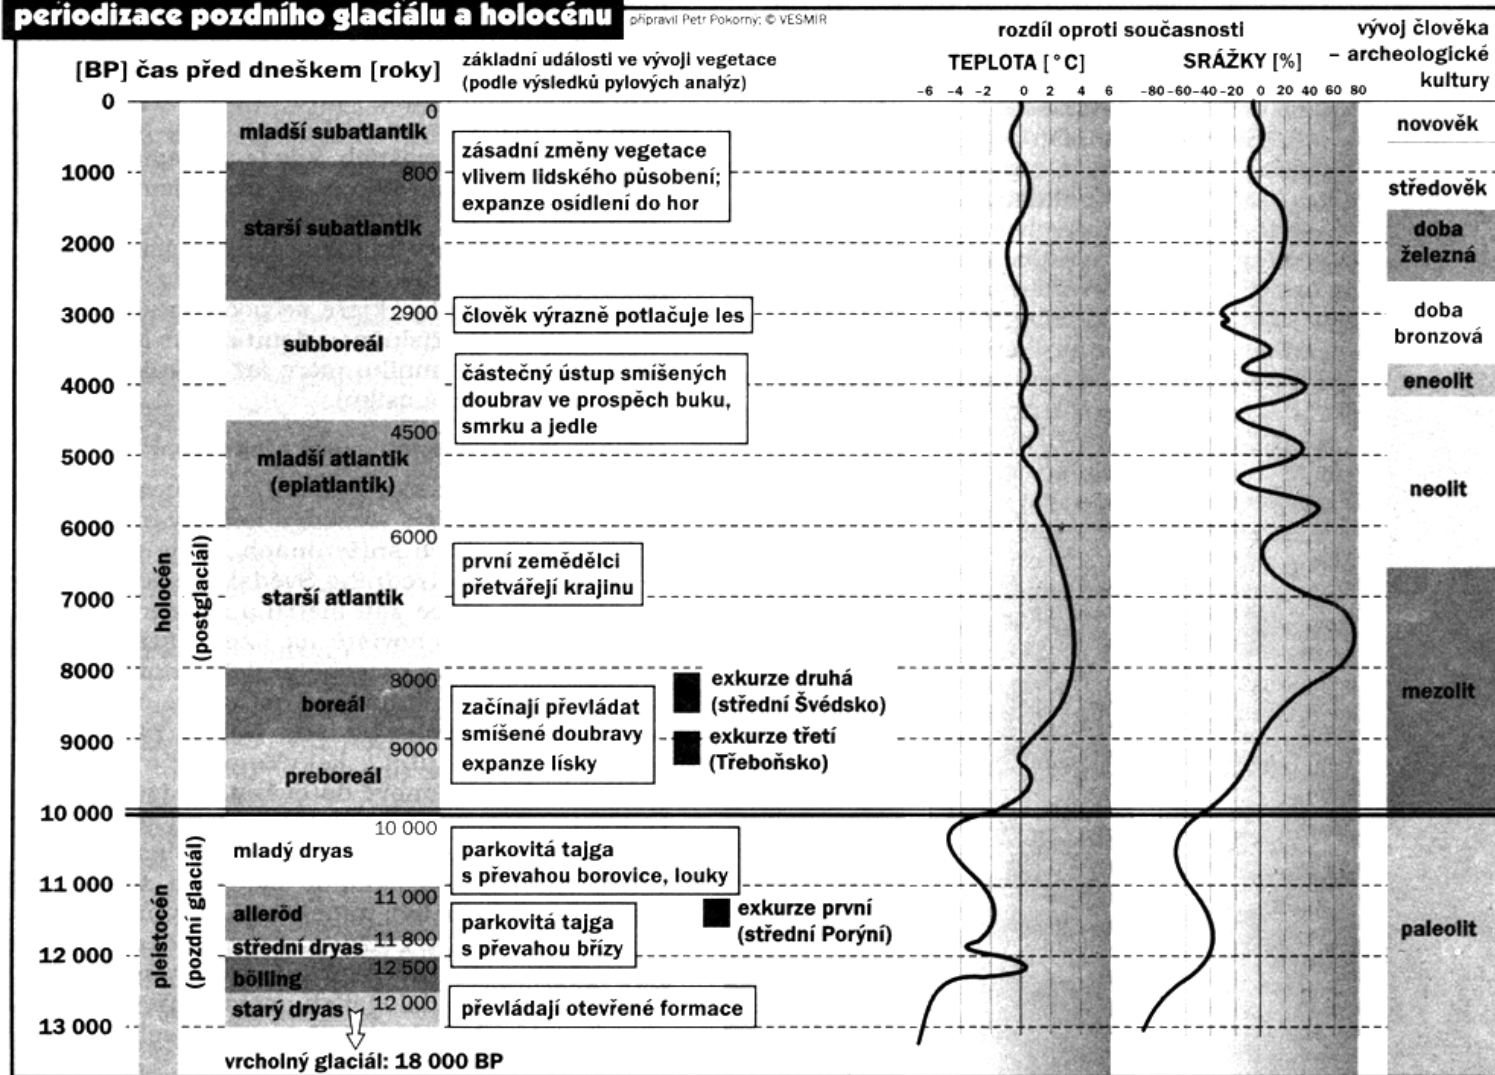 periodizace pozdního glaciálu a holocénu
připravil Petr Pokorný; © VESMÍR
rozdíl oproti současnosti
vývoj člověka
– archeologické
kultury
[BP] čas před dneškem [roky]
základní události ve vývoji vegetace
(podle výsledků pylových analýz)
TEPLOTA [°C]
SRÁŽKY [%]
-6 -4 -2 0 2 4 6
-80 -60 -40 -20 0 20 40 60 80
0
1000
2000
3000
4000
5000
6000
7000
8000
9000
10 000
11 000
12 000
13 000
holocén
(postglaciál)
pleistocén
(pozdní glaciál)
0
mladší subatlantik
800
starší subatlantik
2900
subboreál
4500
mladší atlantik
(epiatlantik)
6000
starší atlantik
8000
boreál
9000
preboreál
10 000
mladý dryas
11 000
alleröd
11 800
střední dryas
12 500
bölling
12 000
starý dryas
vrcholný glaciál: 18 000 BP
zásadní změny vegetace
vlivem lidského působení;
expanze osídlení do hor
člověk výrazně potlačuje les
částečný ústup smíšených
doubrav ve prospěch buku,
smrku a jedle
první zemědělci
přetvářejí krajinu
začínají převládat
smíšené doubravy
expanze lísky
exkurze druhá
(střední Švédsko)
exkurze třetí
(Třeboňsko)
parkovitá tajga
s převahou borovice, louky
parkovitá tajga
s převahou břízy
exkurze první
(střední Porýní)
převládají otevřené formace
novověk
středověk
doba
železná
doba
bronzová
eneolit
neolit
mezolit
paleolit